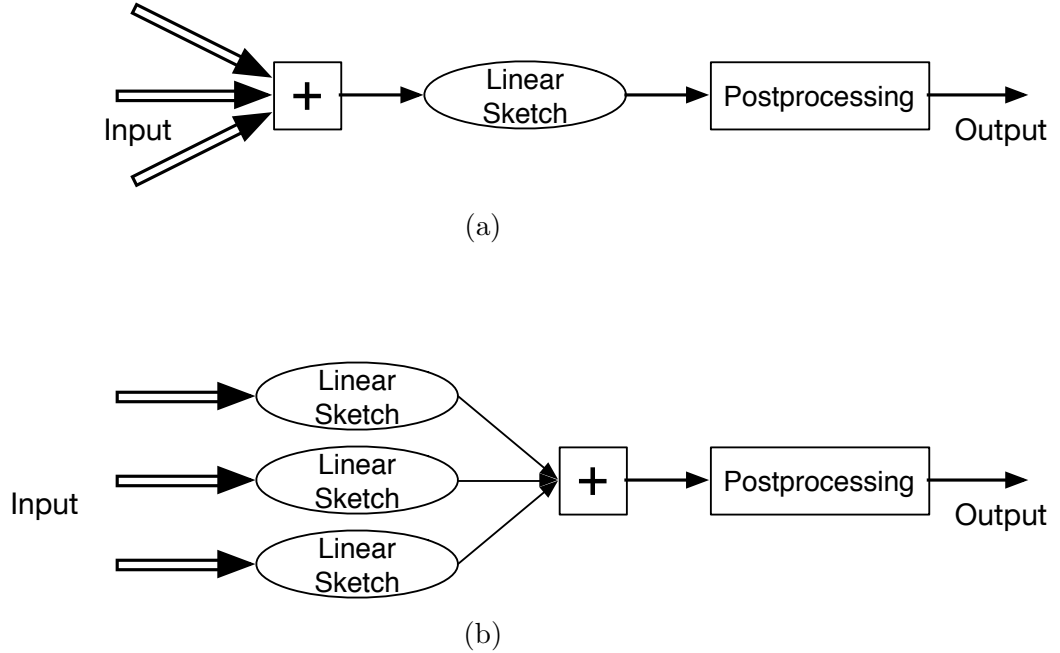 Input
+
Linear
Sketch
Postprocessing
Output
(a)
Input
Linear
Sketch
Linear
Sketch
Linear
Sketch
+
Postprocessing
Output
(b)